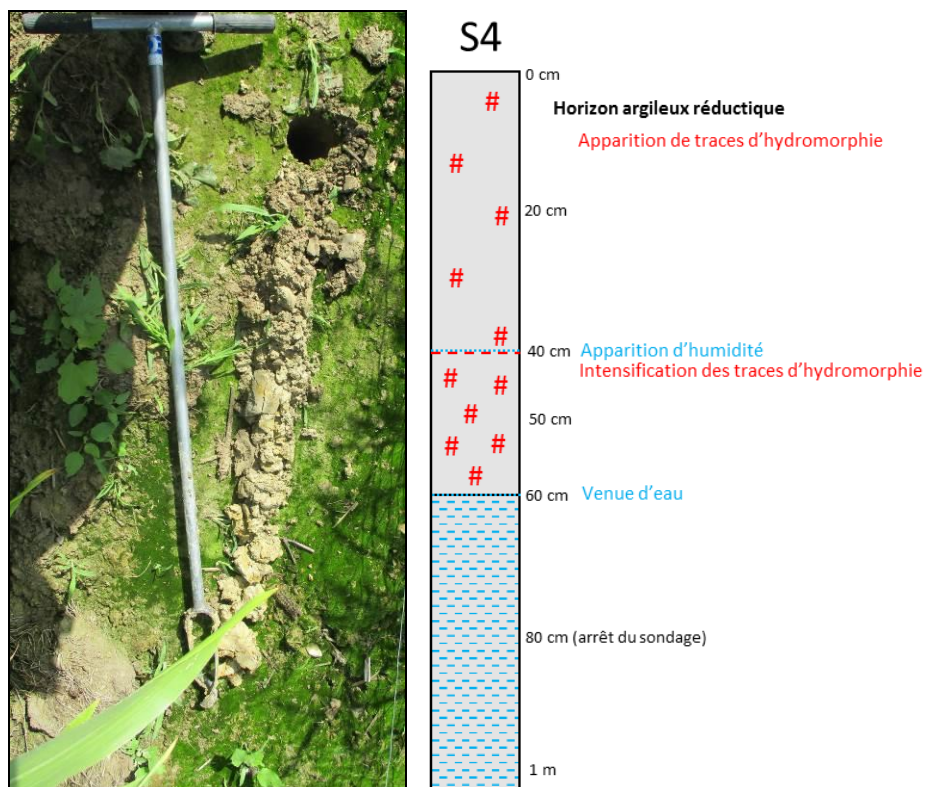 S4
0 cm
Horizon argileux réductique
Apparition de traces d'hydromorphie
20 cm
40 cm Apparition d'humidité
Intensification des traces d'hydromorphie
50 cm
60 cm Venue d'eau
80 cm (arrêt du sondage)
1 m